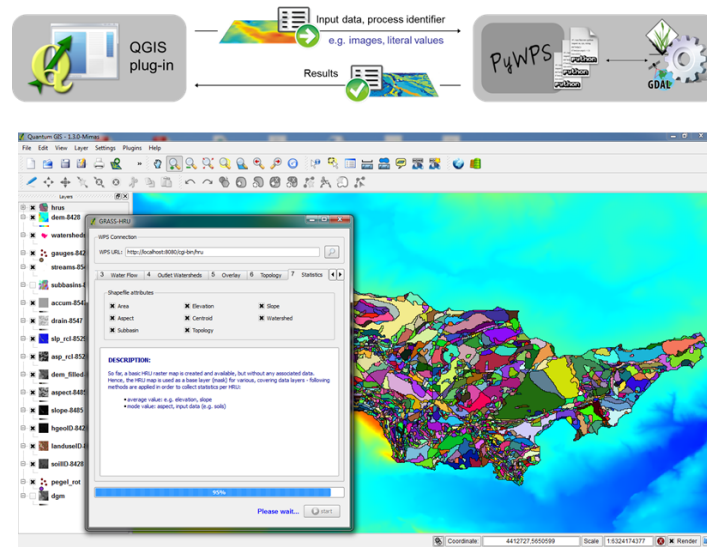 QGIS
plug-in
Input data, process identifier
e.g. images, literal values
Results
PyWPS
python
python
python
GDAL
Quantum GIS - 1.3.0-Mimas
File Edit View Layer Settings Plugins Help
Layers
hrus
dem-8428
watersheds
gauges-842
streams-854
subbasins-
accum-8547
drain-8547
slp_rcl-852
asp_rcl-852
dem_filled-
aspect-8485
slope-8485
hgeoID-842
landuseID-8
soilID-8428
pegel_rot
dgm
GRASS-HRU
WPS Connection
WPS URL: http://localhost:8080/cgi-bin/hru
3 Water Flow 4 Outlet Watersheds 5 Overlay 6 Topology 7 Statistics
Shapefile attributes
Area Elevation Slope
Aspect Centroid Watershed
Subbasin Topology
DESCRIPTION:
So far, a basic HRU raster map is created and available, but without any associated data.
Hence, the HRU map is used as a base layer (mask) for various, covering data layers - following
methods are applied in order to collect statistics per HRU:
• average value: e.g. elevation, slope
• mode value: aspect, input data (e.g. soils)
95%
Please wait... start
Coordinate: 4412727.5650599 Scale 1:6324174377 Render